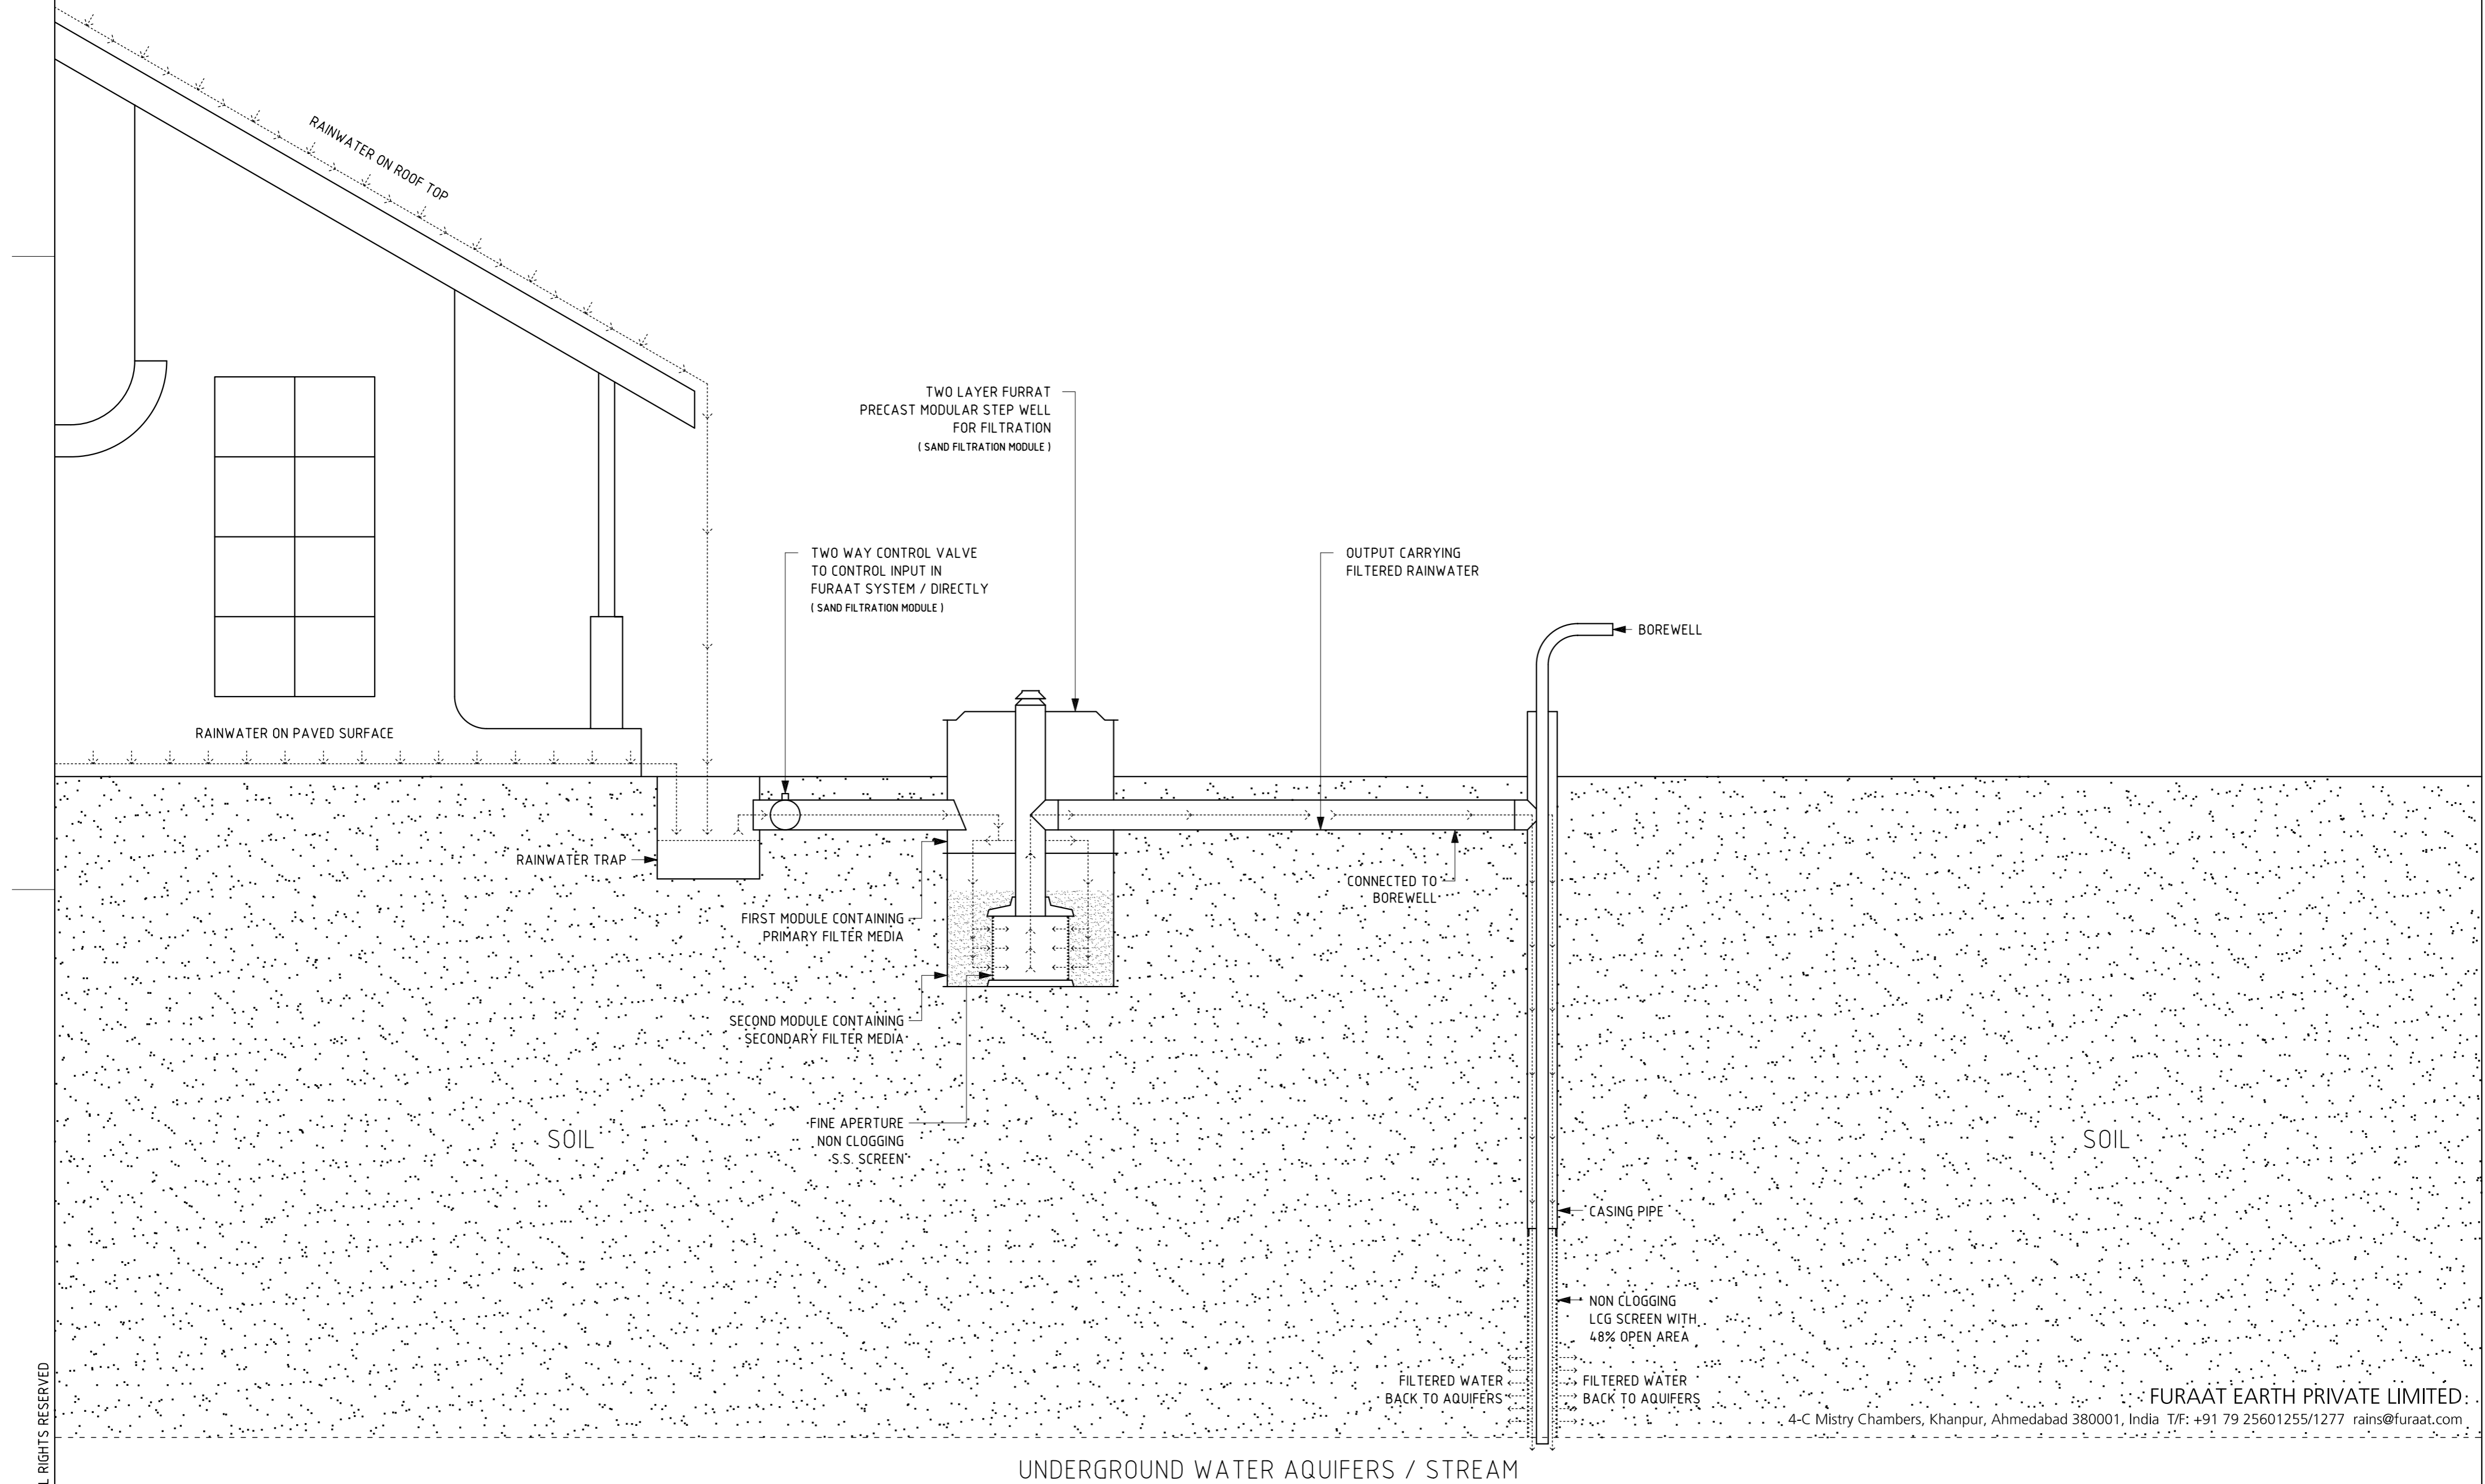 RAINWATER ON ROOF TOP
TWO LAYER FURRAT
PRECAST MODULAR STEP WELL
FOR FILTRATION
( SAND FILTRATION MODULE )
TWO WAY CONTROL VALVE
TO CONTROL INPUT IN
FURAAT SYSTEM / DIRECTLY
( SAND FILTRATION MODULE )
OUTPUT CARRYING
FILTERED RAINWATER
BOREWELL
RAINWATER ON PAVED SURFACE
RAINWATER TRAP
CONNECTED TO
BOREWELL
FIRST MODULE CONTAINING
PRIMARY FILTER MEDIA
SECOND MODULE CONTAINING
SECONDARY FILTER MEDIA
FINE APERTURE
NON CLOGGING
S.S. SCREEN
SOIL
SOIL
CASING PIPE
NON CLOGGING
LCG SCREEN WITH
48% OPEN AREA
FILTERED WATER
BACK TO AQUIFERS
FILTERED WATER
BACK TO AQUIFERS
FURAAT EARTH PRIVATE LIMITED
4-C Mistry Chambers, Khanpur, Ahmedabad 380001, India T/F: +91 79 25601255/1277 rains@furaat.com
RIGHTS RESERVED
UNDERGROUND WATER AQUIFERS / STREAM